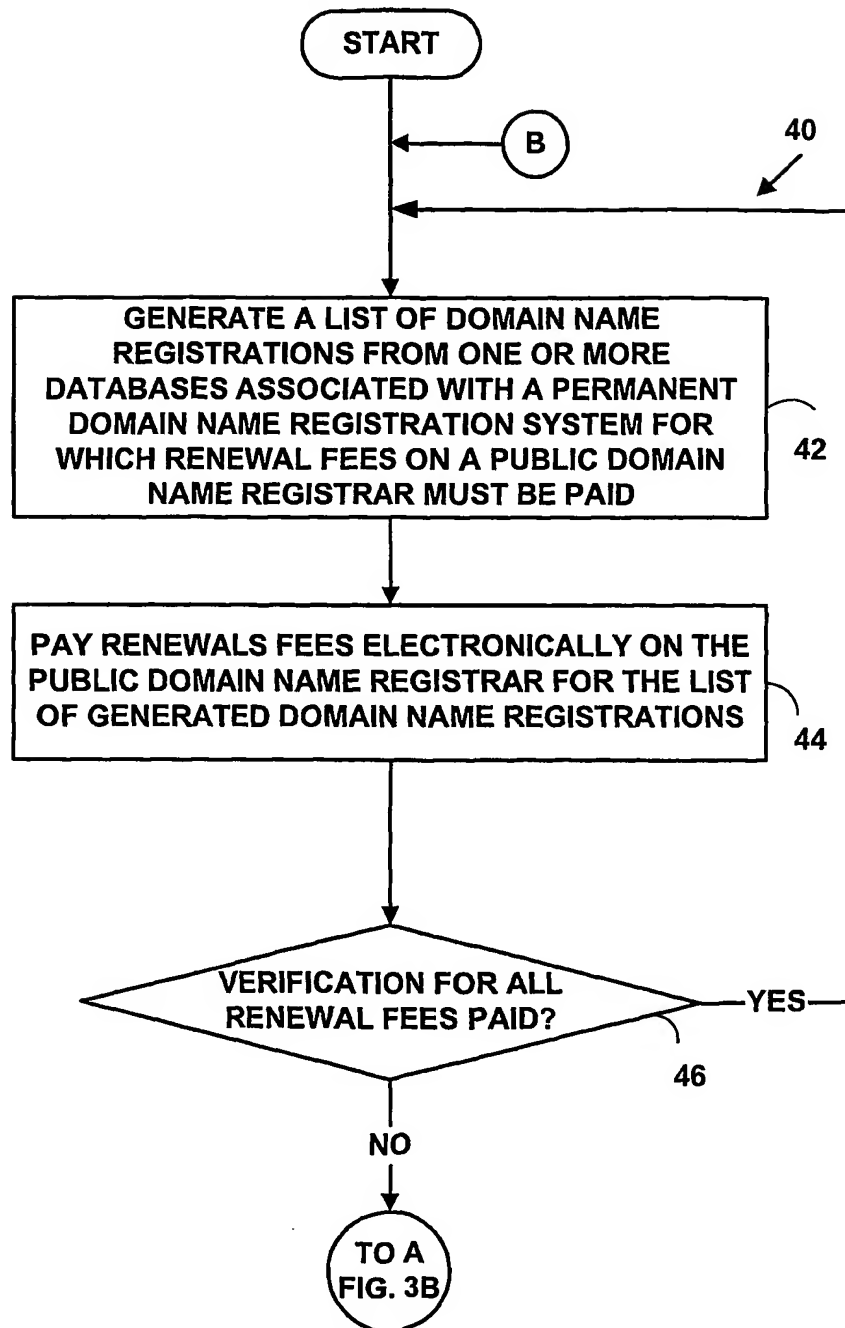 START
B
40
GENERATE A LIST OF DOMAIN NAME
REGISTRATIONS FROM ONE OR MORE
DATABASES ASSOCIATED WITH A PERMANENT
DOMAIN NAME REGISTRATION SYSTEM FOR
WHICH RENEWAL FEES ON A PUBLIC DOMAIN
NAME REGISTRAR MUST BE PAID
42
PAY RENEWALS FEES ELECTRONICALLY ON THE
PUBLIC DOMAIN NAME REGISTRAR FOR THE LIST
OF GENERATED DOMAIN NAME REGISTRATIONS
44
VERIFICATION FOR ALL
RENEWAL FEES PAID?
YES
46
NO
TO A
FIG. 3B